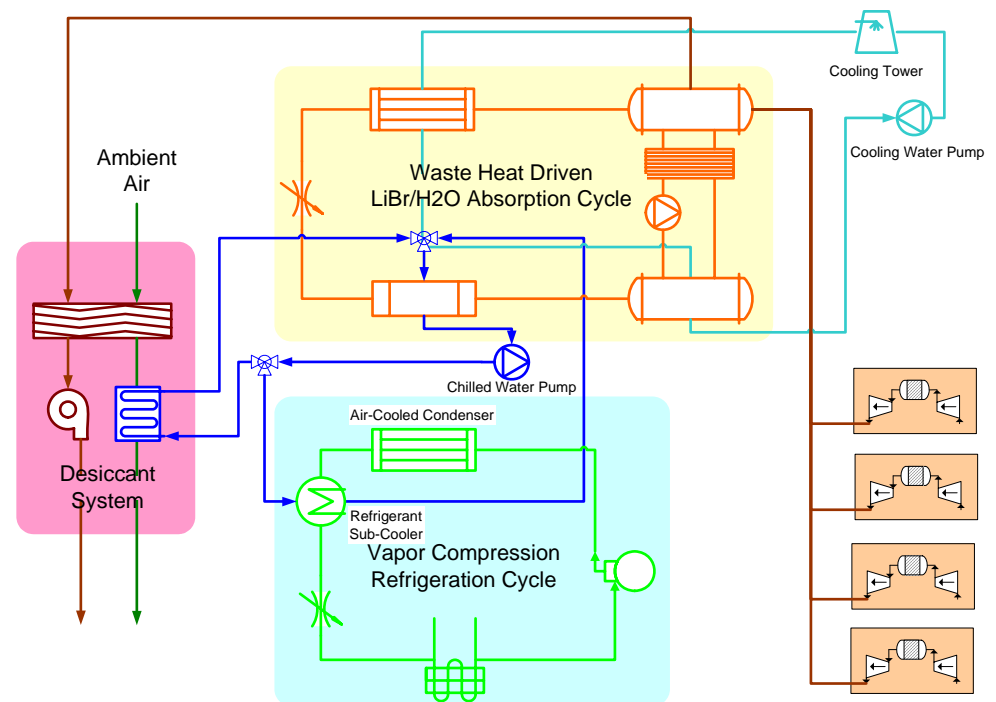 Cooling Tower
Cooling Water Pump
Ambient
Air
Waste Heat Driven
LiBr/H2O Absorption Cycle
Chilled Water Pump
Air-Cooled Condenser
Desiccant
System
Refrigerant
Sub-Cooler
Vapor Compression
Refrigeration Cycle